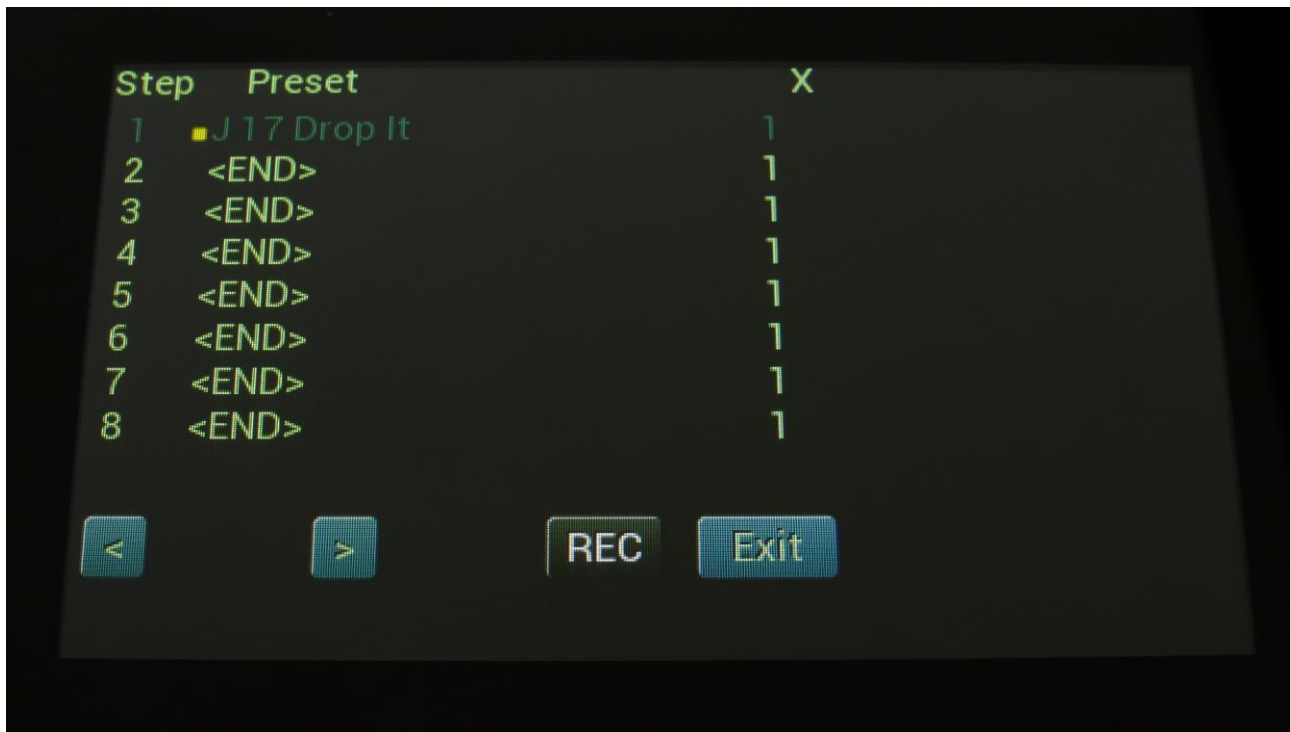 Step Preset X
1 J 17 Drop It 1
2 <END> 1
3 <END> 1
4 <END> 1
5 <END> 1
6 <END> 1
7 <END> 1
8 <END> 1
< > REC Exit